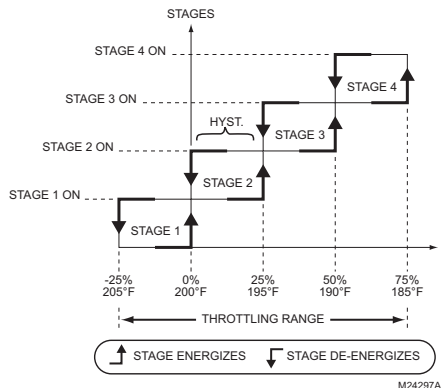 STAGES
STAGE 4 ON
STAGE 4
STAGE 3 ON
HYST.
STAGE 3
STAGE 2 ON
STAGE 2
STAGE 1 ON
STAGE 1
-25% 0% 25% 50% 75%
205°F 200°F 195°F 190°F 185°F
THROTTLING RANGE
STAGE ENERGIZES STAGE DE-ENERGIZES
M24297A